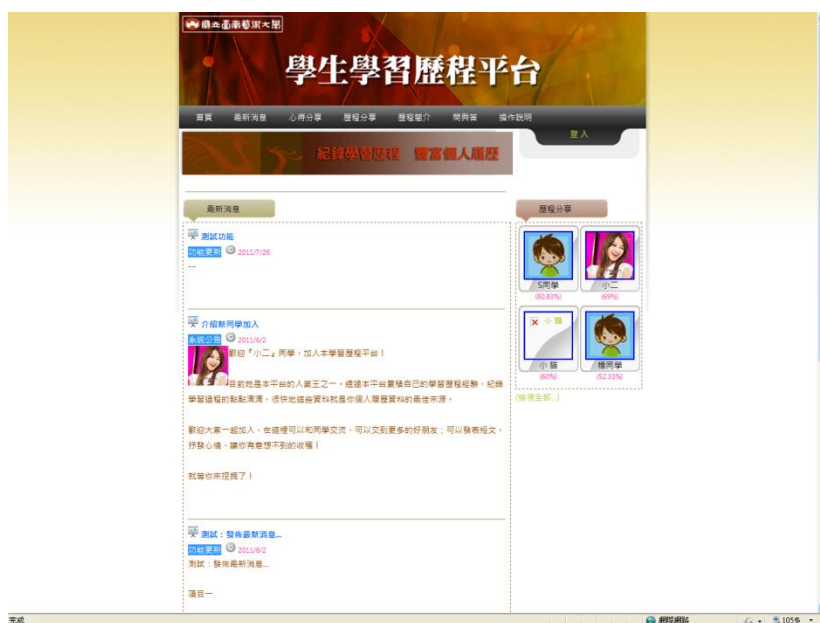 國立臺南藝術大學
學生學習歷程平台
首頁 最新消息 心得分享 歷程分享 歷程簡介 問與答 操作說明
登入
紀錄學習歷程 豐富個人履歷
最新消息
測試功能
功能更新 2011/7/26
--
介紹新同學加入
系統公告 2011/6/2
歡迎『小二』同學，加入本學習歷程平台！
目前她是本平台的人氣王之一。透過本平台累積自己的學習歷程經驗，紀錄
學習過程的點點滴滴，很快地這些資料就是你個人履歷資料的最佳來源。
歡迎大家一起加入，在這裡可以和同學交流，可以交到更多的好朋友；可以發表短文，
抒發心情，讓你有意想不到的收穫！
就等你來挖掘了！
測試：發佈最新消息...
功能更新 2011/6/2
測試：發佈最新消息...
項目一
歷程分享
S同學 小二
(80.83%) (69%)
小貓
小貓 楊同學
(60%) (52.33%)
(檢視全部...)
完成 網際網路 105%